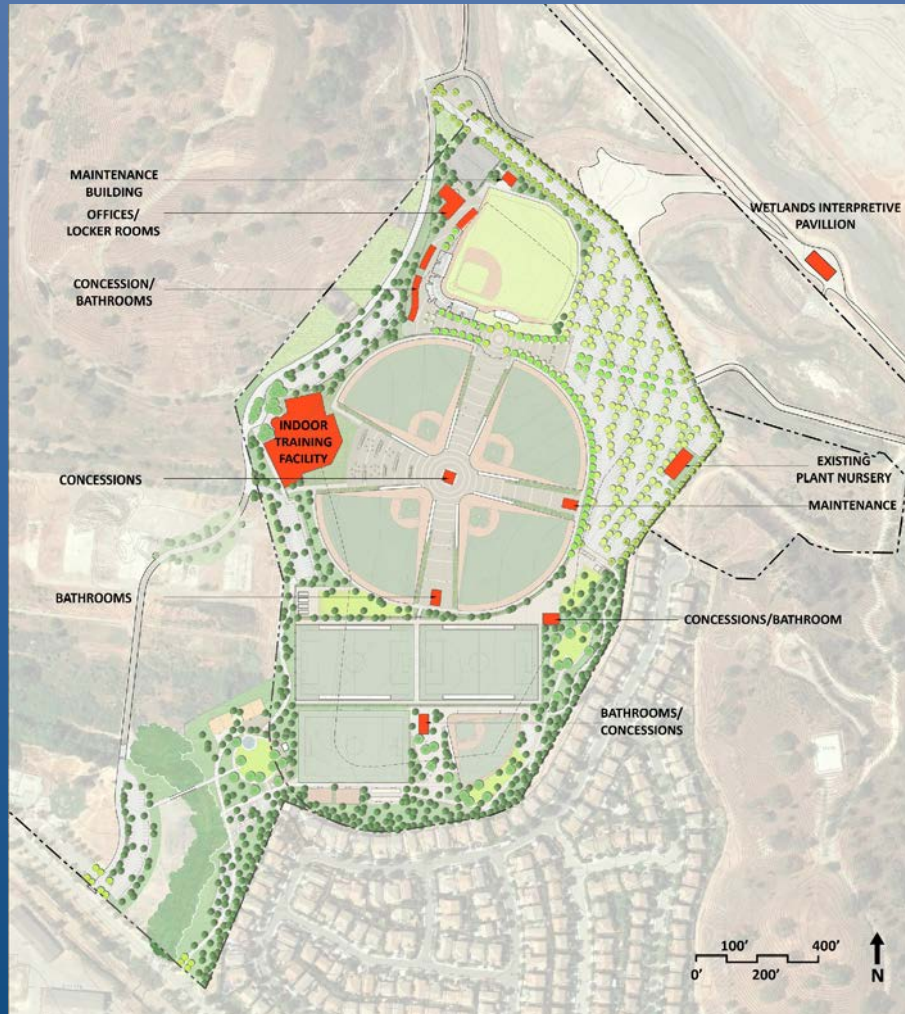 MAINTENANCE
BUILDING
OFFICES/
LOCKER ROOMS
WETLANDS INTERPRETIVE
PAVILLION
CONCESSION/
BATHROOMS
INDOOR
TRAINING
FACILITY
CONCESSIONS
EXISTING
PLANT NURSERY
MAINTENANCE
BATHROOMS
CONCESSIONS/BATHROOM
BATHROOMS/
CONCESSIONS
100' 400'
0' 200'
N